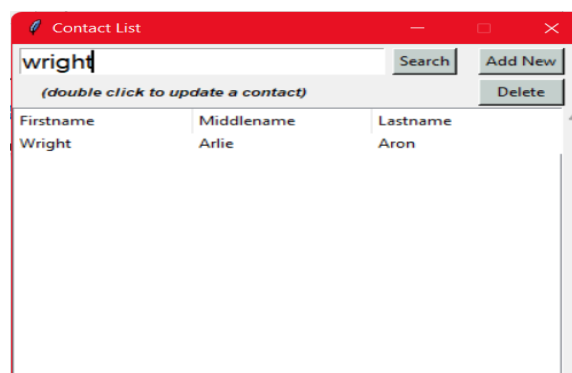 Contact List
wright Search Add New
(double click to update a contact) Delete
Firstname Middlename Lastname
Wright Arlie Aron